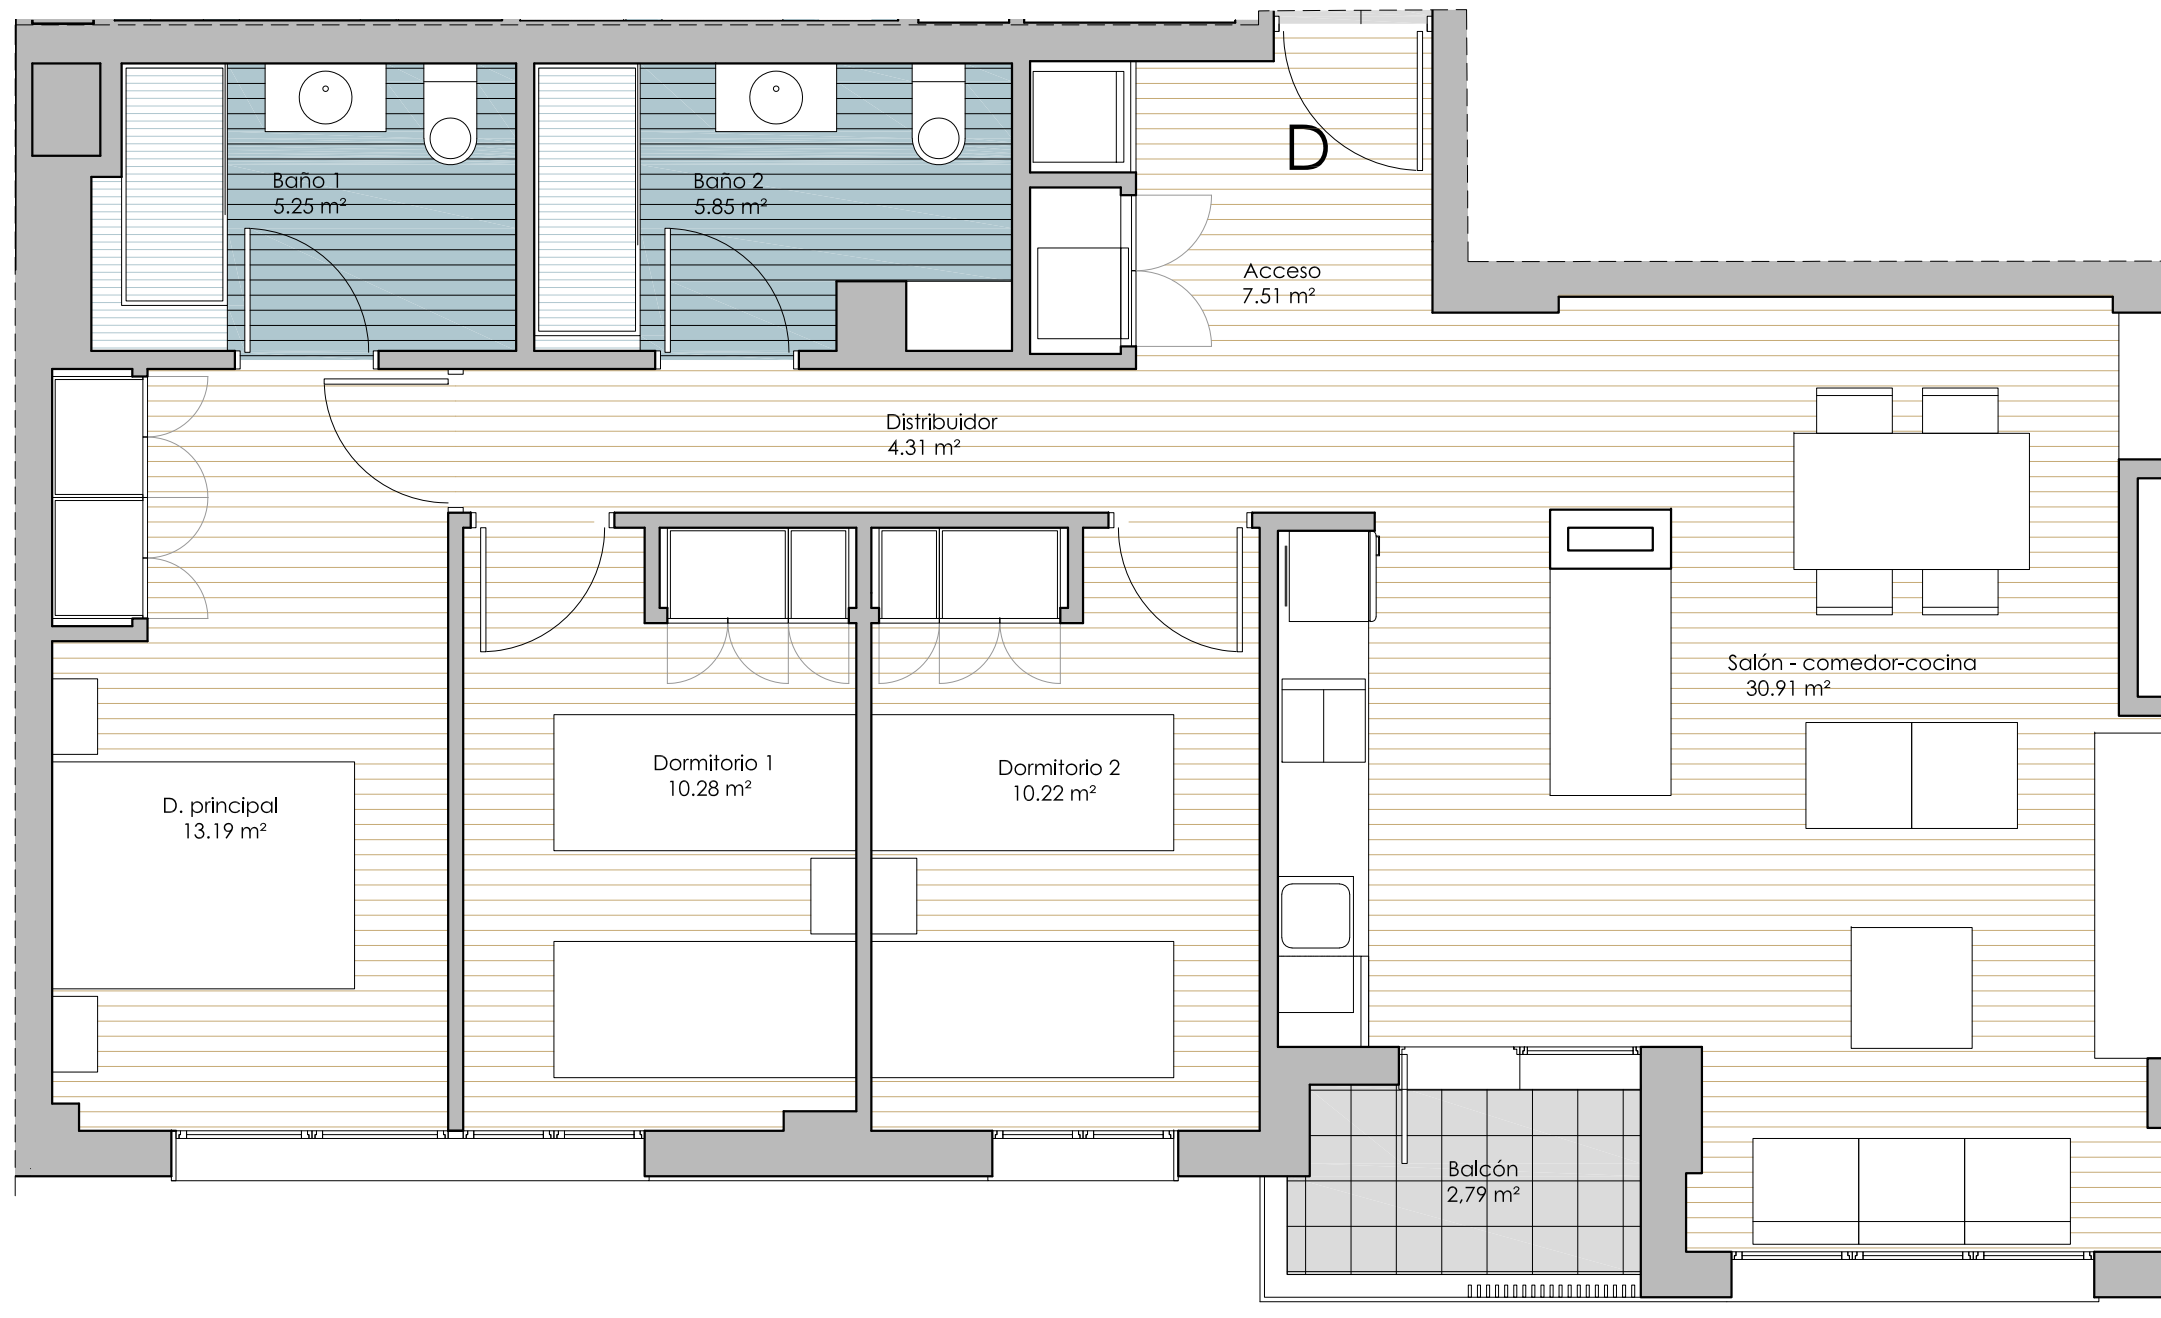 D
Baño 1
5.25 m²
Baño 2
5.85 m²
Acceso
7.51 m²
Distribuidor
4.31 m²
Salón - comedor-cocina
30.91 m²
Dormitorio 1
10.28 m²
Dormitorio 2
10.22 m²
D. principal
13.19 m²
Balcón
2,79 m²